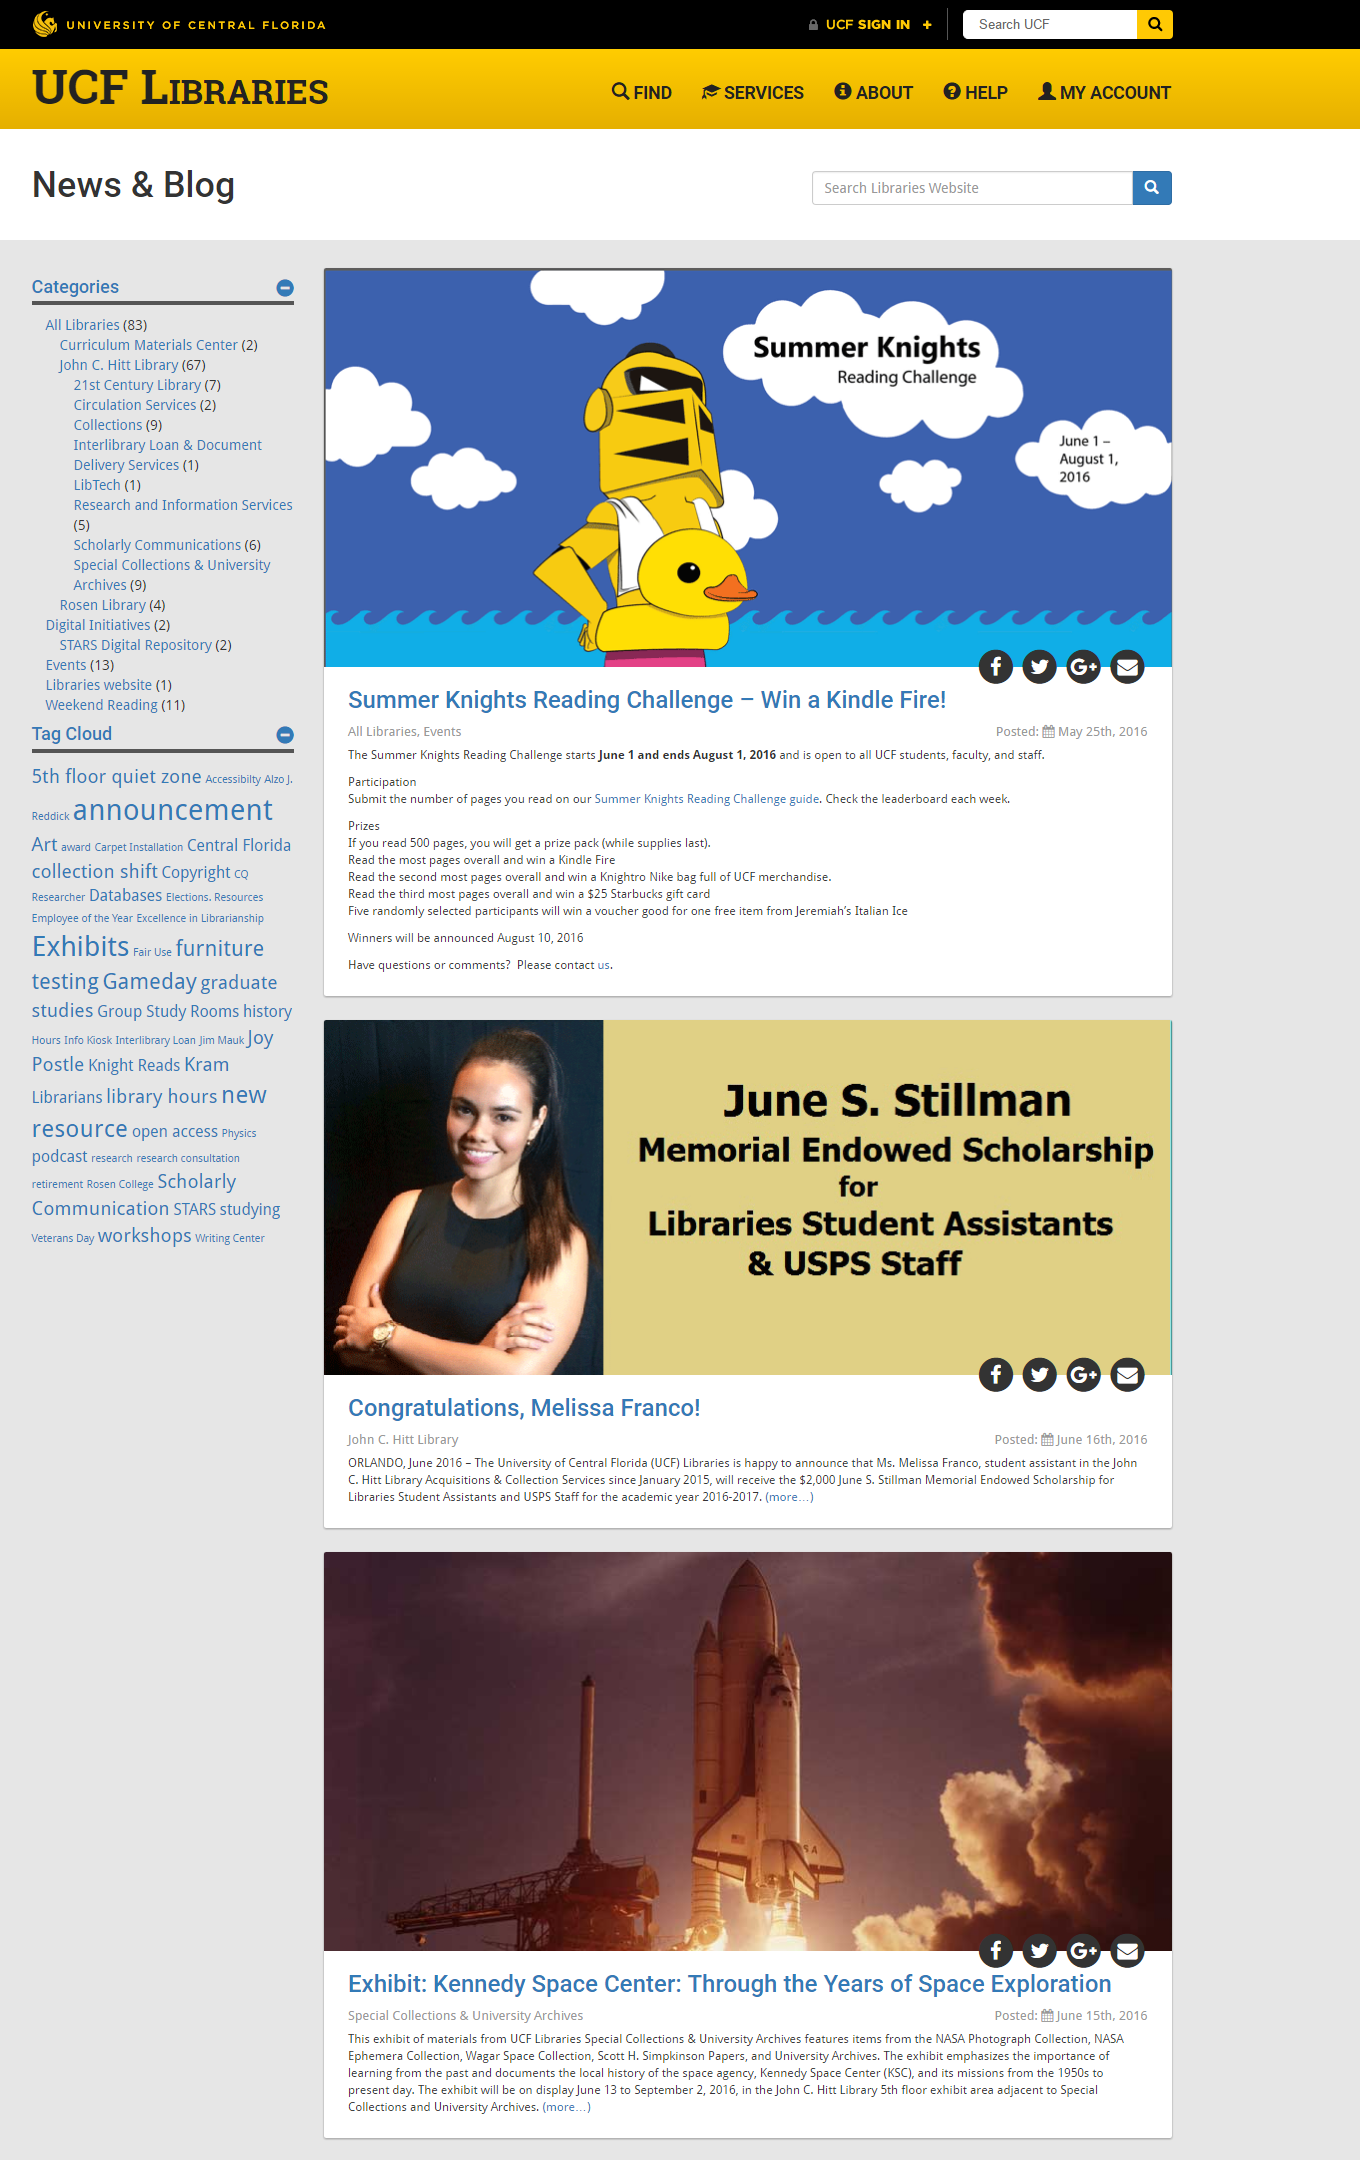 UNIVERSITY OF CENTRAL FLORIDA
UCF SIGN IN +
Search UCF
UCF LIBRARIES
FIND
SERVICES
ABOUT
HELP
MY ACCOUNT
News & Blog
Search Libraries Website
Categories
All Libraries (83)
Curriculum Materials Center (2)
John C. Hitt Library (67)
21st Century Library (7)
Circulation Services (2)
Collections (9)
Interlibrary Loan & Document
Delivery Services (1)
LibTech (1)
Research and Information Services
(5)
Scholarly Communications (6)
Special Collections & University
Archives (9)
Rosen Library (4)
Digital Initiatives (2)
STARS Digital Repository (2)
Events (13)
Libraries website (1)
Weekend Reading (11)
Tag Cloud
5th floor quiet zone Accessibilty Alzo J.
Reddick announcement
Art award Carpet Installation Central Florida
collection shift Copyright CQ
Researcher Databases Elections. Resources
Employee of the Year Excellence in Librarianship
Exhibits Fair Use furniture
testing Gameday graduate
studies Group Study Rooms history
Hours Info Kiosk Interlibrary Loan Jim Mauk Joy
Postle Knight Reads Kram
Librarians library hours new
resource open access Physics
podcast research research consultation
retirement Rosen College Scholarly
Communication STARS studying
Veterans Day workshops Writing Center
Summer Knights
Reading Challenge
June 1 –
August 1,
2016
Summer Knights Reading Challenge – Win a Kindle Fire!
All Libraries, Events
Posted: May 25th, 2016
The Summer Knights Reading Challenge starts June 1 and ends August 1, 2016 and is open to all UCF students, faculty, and staff.
Participation
Submit the number of pages you read on our Summer Knights Reading Challenge guide. Check the leaderboard each week.
Prizes
If you read 500 pages, you will get a prize pack (while supplies last).
Read the most pages overall and win a Kindle Fire
Read the second most pages overall and win a Knightro Nike bag full of UCF merchandise.
Read the third most pages overall and win a $25 Starbucks gift card
Five randomly selected participants will win a voucher good for one free item from Jeremiah's Italian Ice
Winners will be announced August 10, 2016
Have questions or comments? Please contact us.
June S. Stillman
Memorial Endowed Scholarship
for
Libraries Student Assistants
& USPS Staff
Congratulations, Melissa Franco!
John C. Hitt Library
Posted: June 16th, 2016
ORLANDO, June 2016 – The University of Central Florida (UCF) Libraries is happy to announce that Ms. Melissa Franco, student assistant in the John
C. Hitt Library Acquisitions & Collection Services since January 2015, will receive the $2,000 June S. Stillman Memorial Endowed Scholarship for
Libraries Student Assistants and USPS Staff for the academic year 2016-2017. (more…)
Exhibit: Kennedy Space Center: Through the Years of Space Exploration
Special Collections & University Archives
Posted: June 15th, 2016
This exhibit of materials from UCF Libraries Special Collections & University Archives features items from the NASA Photograph Collection, NASA
Ephemera Collection, Wagar Space Collection, Scott H. Simpkinson Papers, and University Archives. The exhibit emphasizes the importance of
learning from the past and documents the local history of the space agency, Kennedy Space Center (KSC), and its missions from the 1950s to
present day. The exhibit will be on display June 13 to September 2, 2016, in the John C. Hitt Library 5th floor exhibit area adjacent to Special
Collections and University Archives. (more…)